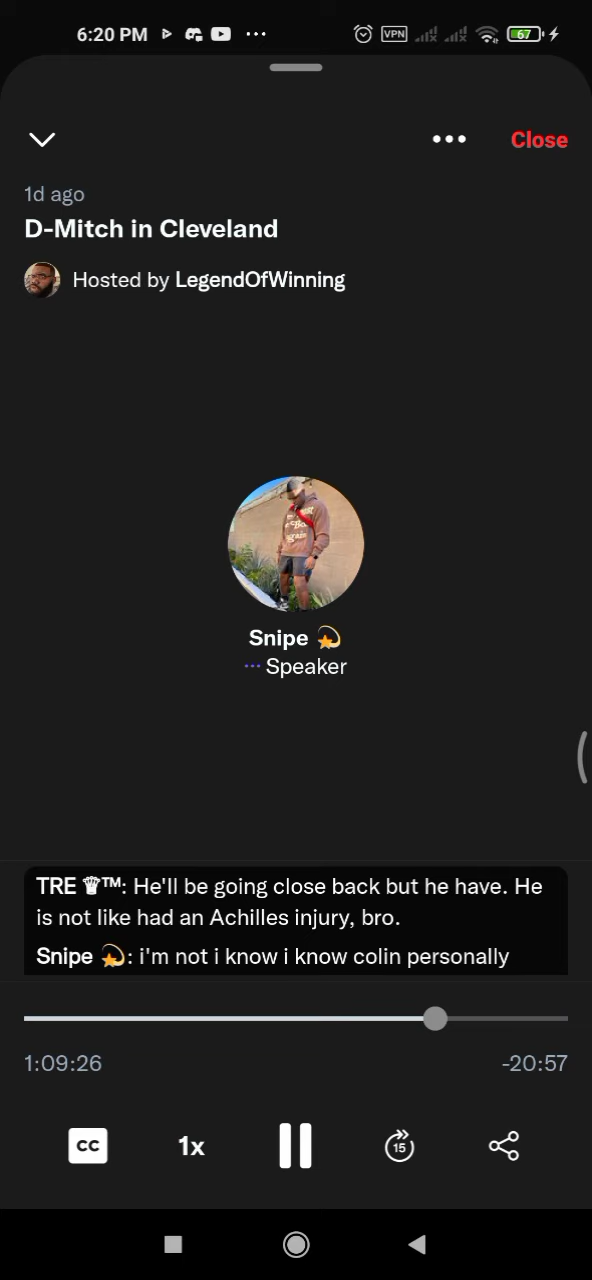 6:20 PM
VPN
67
Close
1d ago
D-Mitch in Cleveland
Hosted by LegendOfWinning
Snipe 💫
Speaker
TRE ♛™: He'll be going close back but he have. He
is not like had an Achilles injury, bro.
Snipe 💫: i'm not i know i know colin personally
1:09:26
-20:57
CC
1x
15